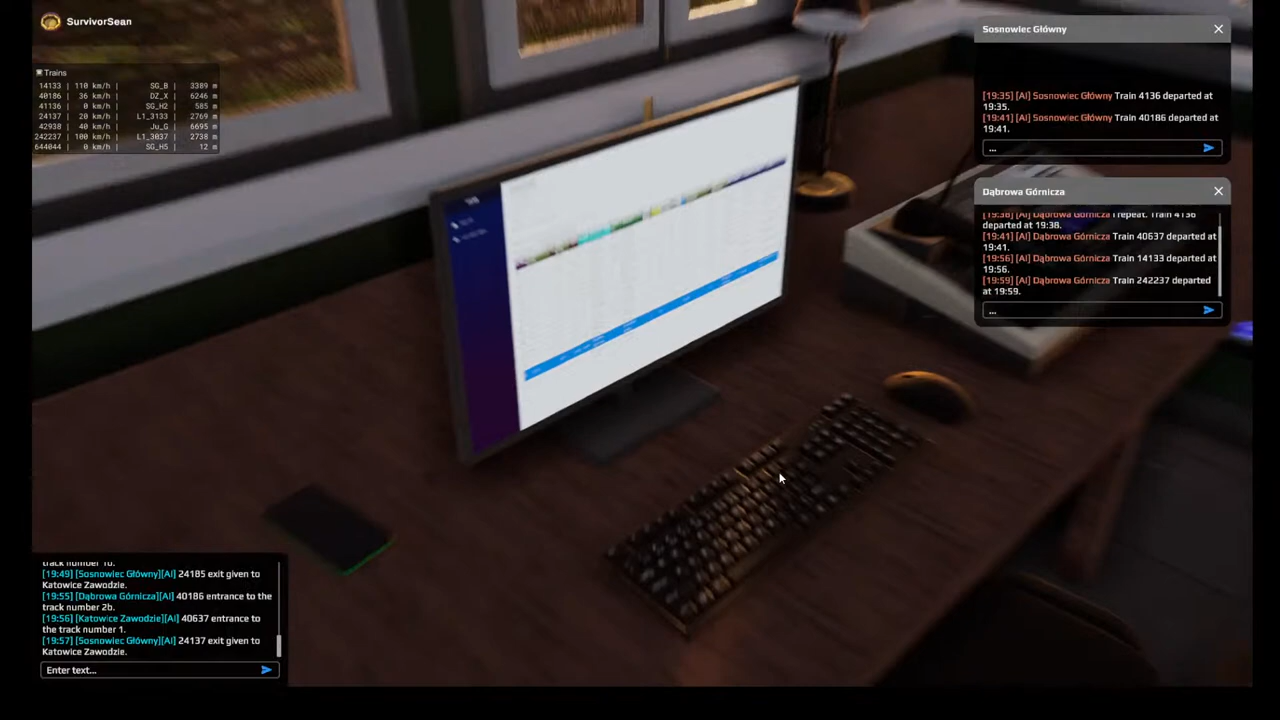 SurvivorSean
Trains
14133 | 110 km/h | SG_B | 3389 m
40186 | 36 km/h | DZ_X | 6246 m
41136 | 0 km/h | SG_H2 | 585 m
24137 | 20 km/h | L1_3133 | 2769 m
42938 | 40 km/h | Ju_G | 6695 m
242237 | 100 km/h | L1_3037 | 2738 m
644044 | 0 km/h | SG_H5 | 12 m
Sosnowiec Główny
[19:35] [AI] Sosnowiec Główny Train 4136 departed at
19:35.
[19:41] [AI] Sosnowiec Główny Train 40186 departed at
19:41.
...
Dąbrowa Górnicza
[19:38] [AI] Dąbrowa Górnicza I repeat. Train 4136
departed at 19:38.
[19:41] [AI] Dąbrowa Górnicza Train 40637 departed at
19:41.
[19:56] [AI] Dąbrowa Górnicza Train 14133 departed at
19:56.
[19:59] [AI] Dąbrowa Górnicza Train 242237 departed
at 19:59.
...
track number
[19:49] [Sosnowiec Główny][AI] 24185 exit given to
Katowice Zawodzie.
[19:55] [Dąbrowa Górnicza][AI] 40186 entrance to the
track number 2b.
[19:56] [Katowice Zawodzie][AI] 40637 entrance to
the track number 1.
[19:57] [Sosnowiec Główny][AI] 24137 exit given to
Katowice Zawodzie.
Enter text...